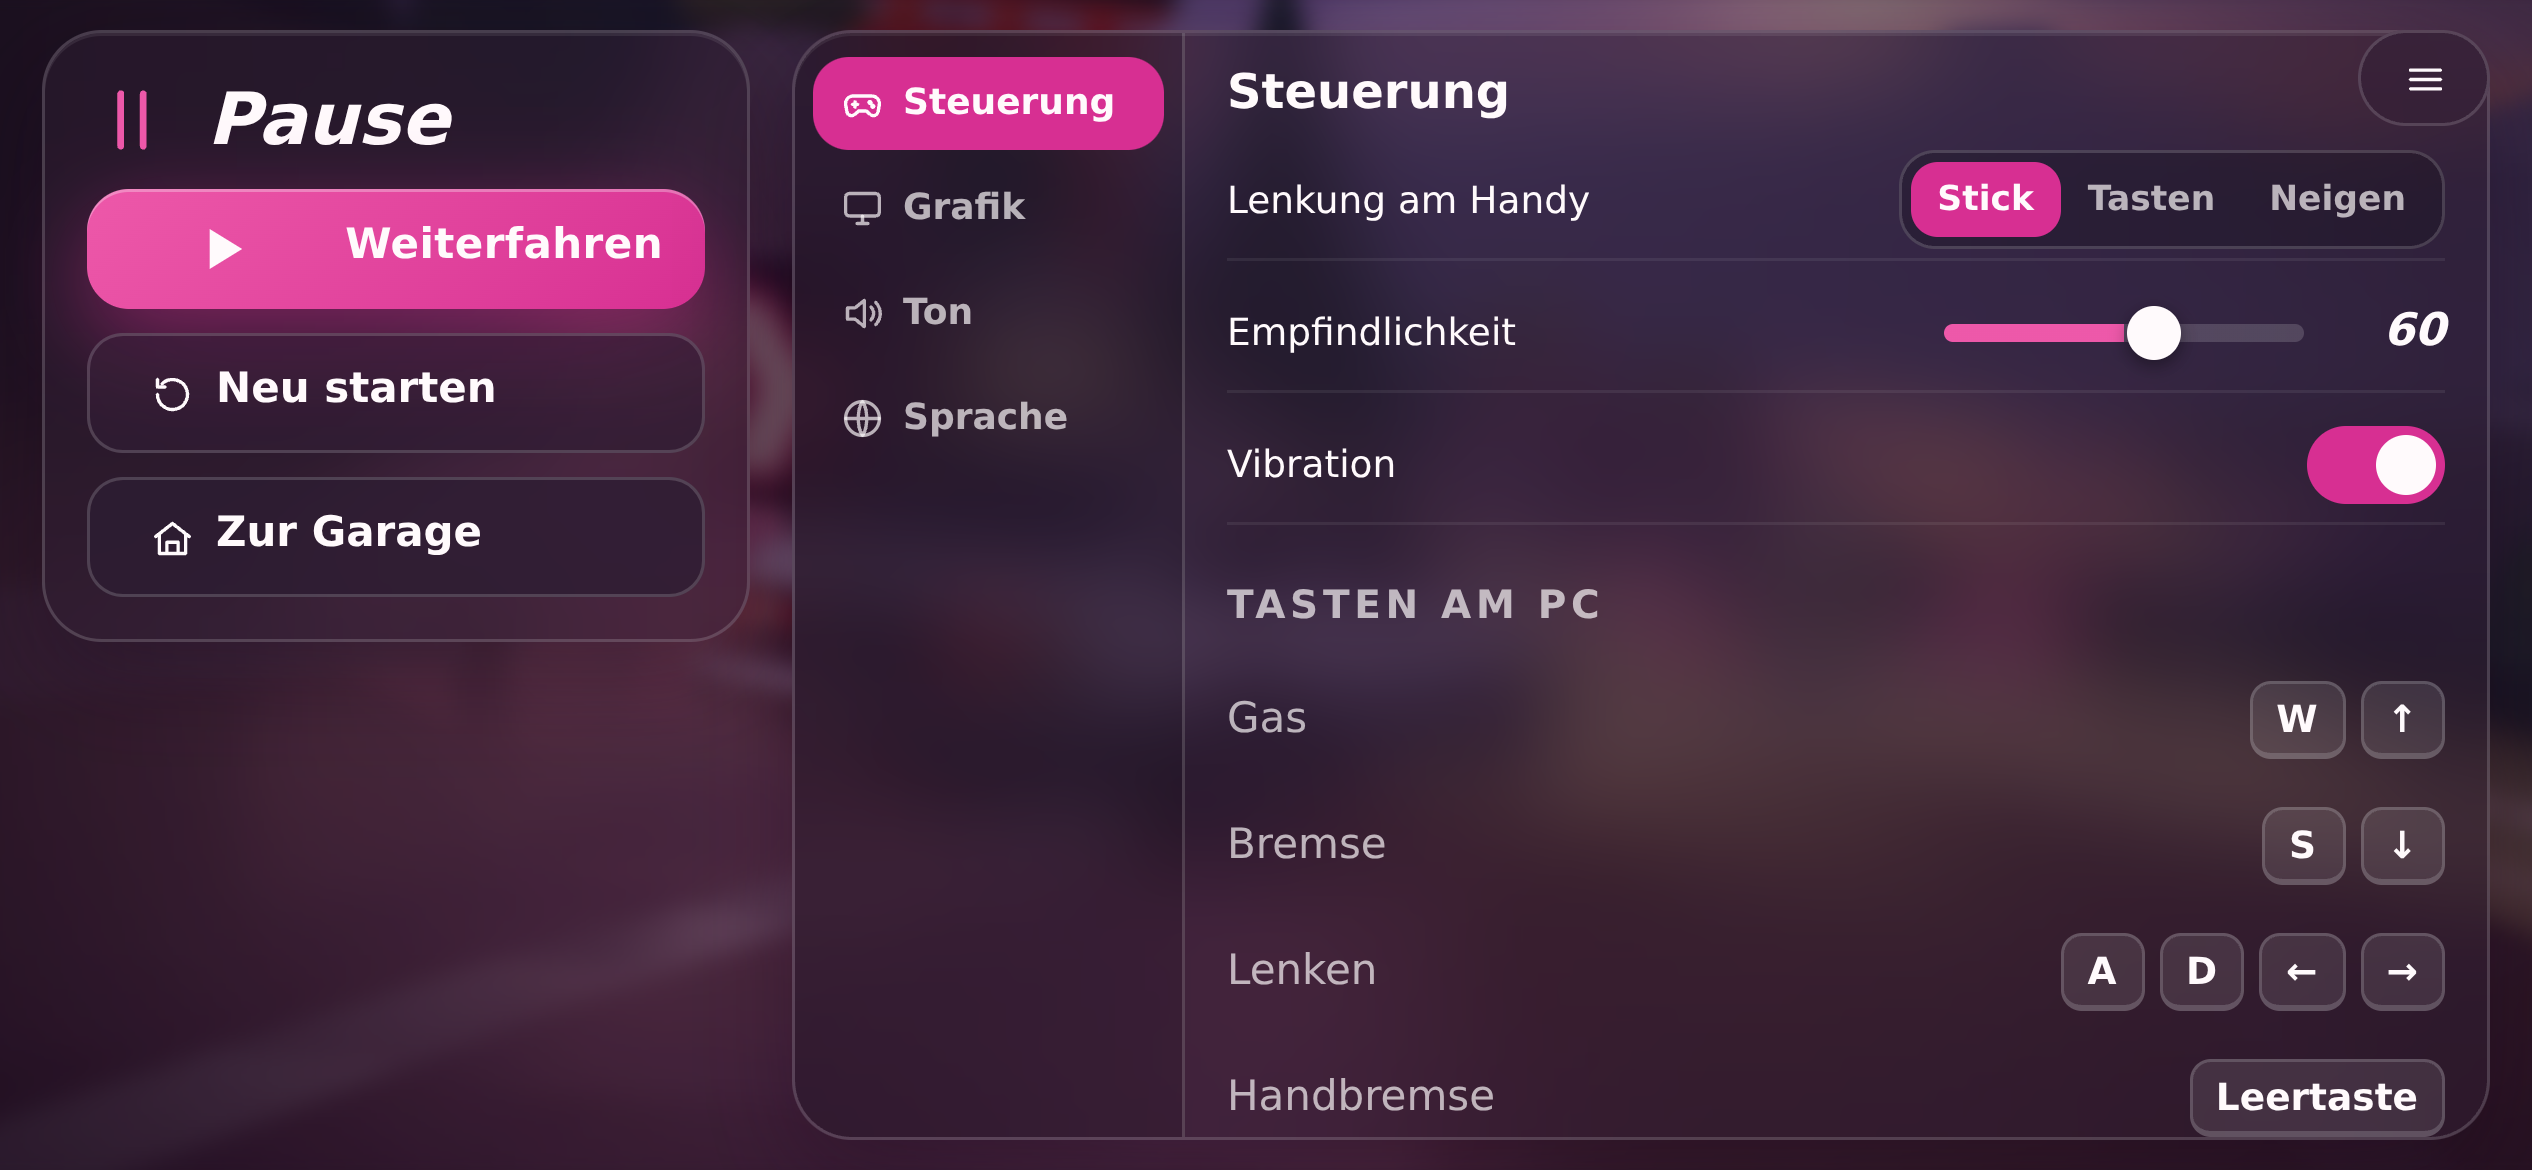 Pause
Weiterfahren
Neu starten
Zur Garage
Steuerung
Grafik
Ton
Sprache
Steuerung
Lenkung am Handy Stick Tasten Neigen
Empfindlichkeit 60
Vibration
TASTEN AM PC
Gas W ↑
Bremse S ↓
Lenken A D ← →
Handbremse Leertaste